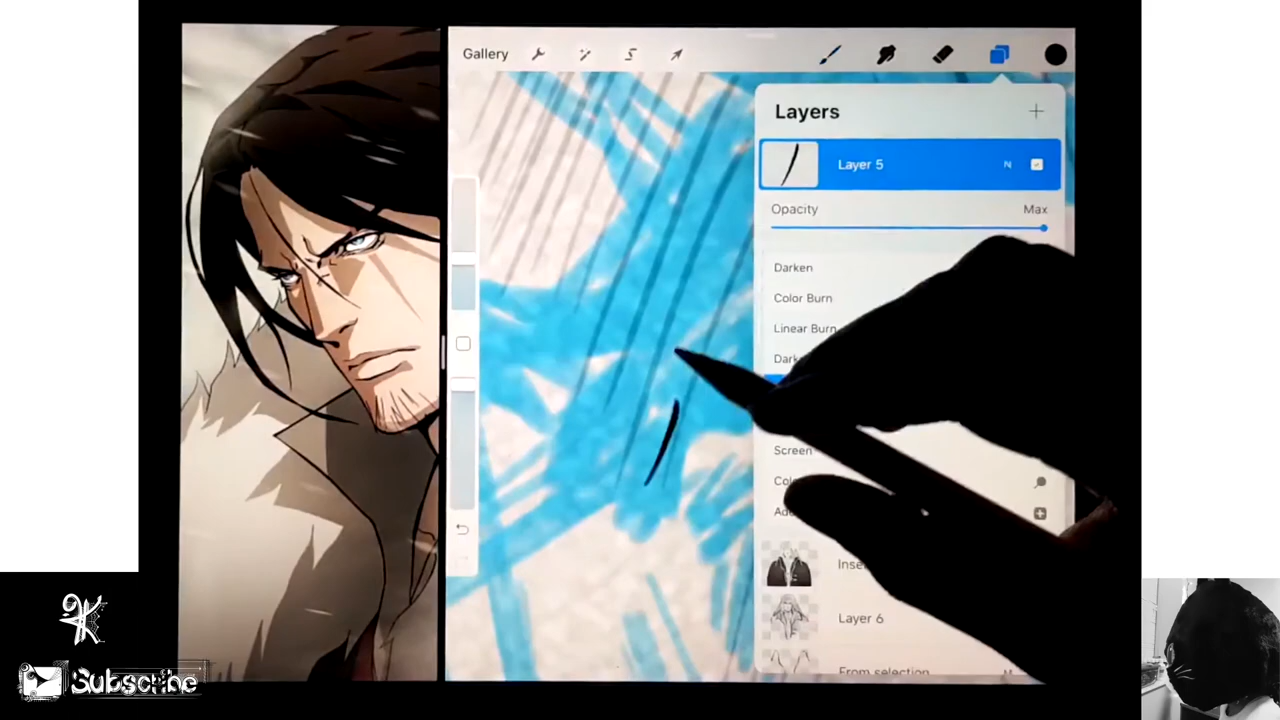 Gallery
Layers
Layer 5
N
Opacity
Max
Darken
Color Burn
Linear Burn
Screen
Layer 6
From selection
M
Subscribe